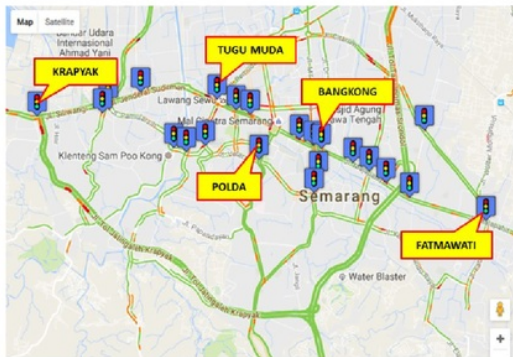 Map Satellite
Bandar Udara
Internasional
Ahmad Yani
KRAPYAK
TUGU MUDA
BANGKONG
Lawang Sewu
Masjid Agung
Jawa Tengah
Mal Ciputra Semarang
Klenteng Sam Poo Kong
POLDA
Semarang
FATMAWATI
Water Blaster